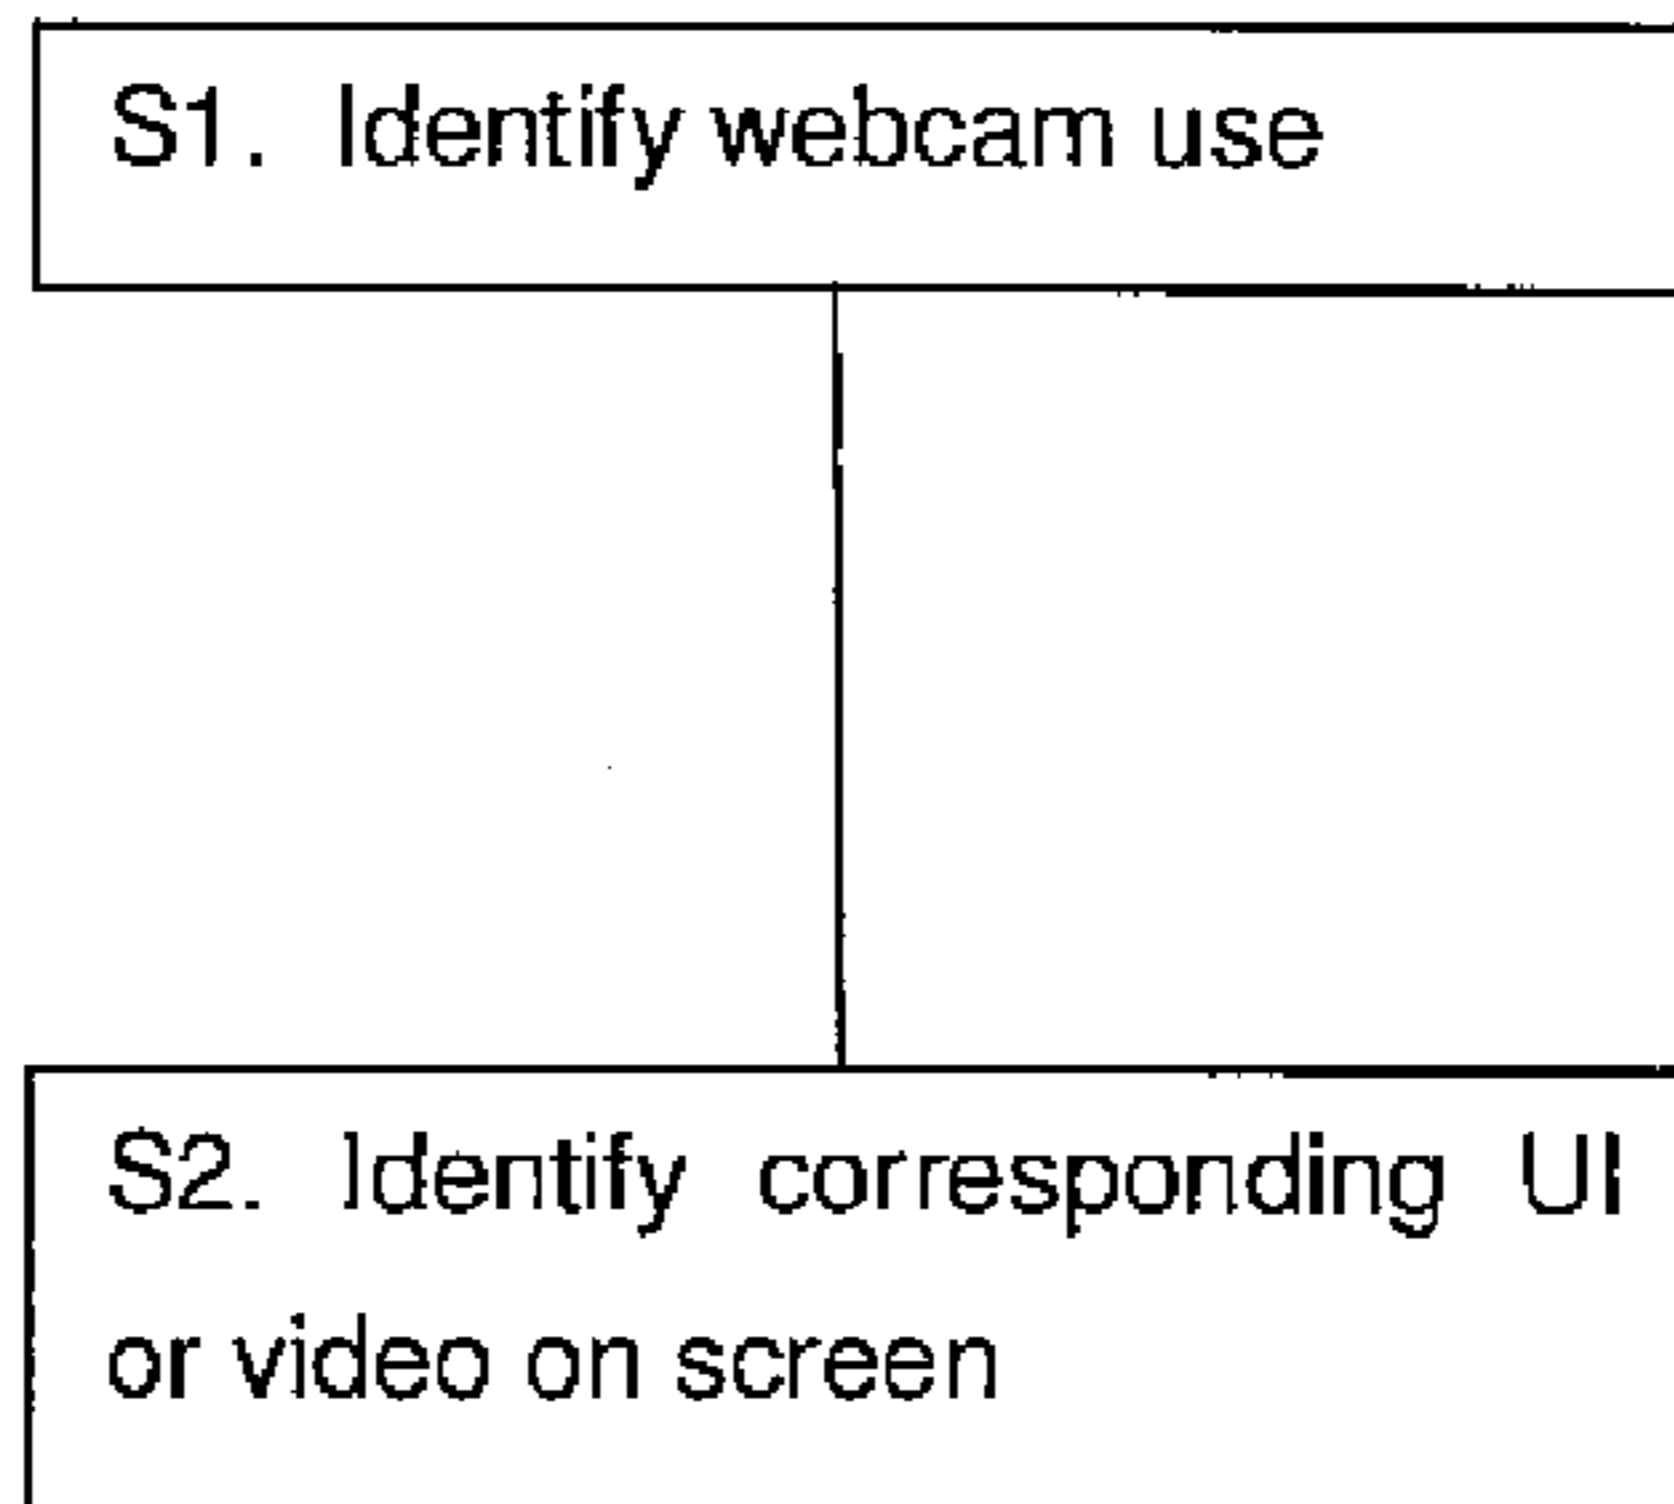 S1. Identify webcam use
S2. Identify corresponding UI
or video on screen